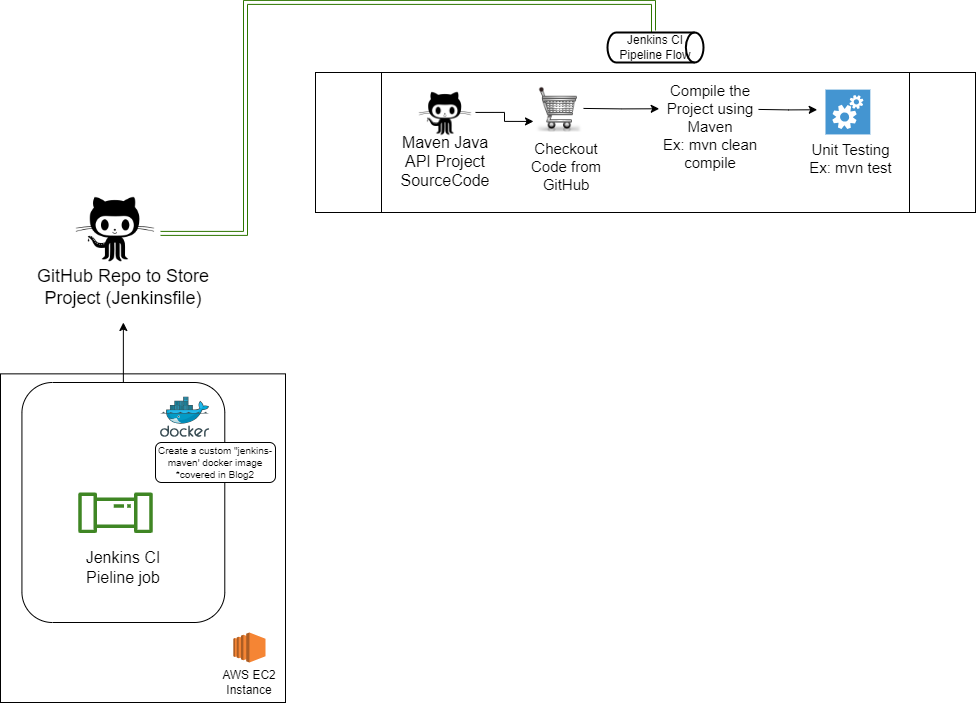 Jenkins CI
Pipeline Flow
Maven Java
API Project
SourceCode
Checkout
Code from
GitHub
Compile the
Project using
Maven
Ex: mvn clean
compile
Unit Testing
Ex: mvn test
GitHub Repo to Store
Project (Jenkinsfile)
docker
Create a custom "jenkins-
maven' docker image
*covered in Blog2
Jenkins CI
Pieline job
AWS EC2
Instance